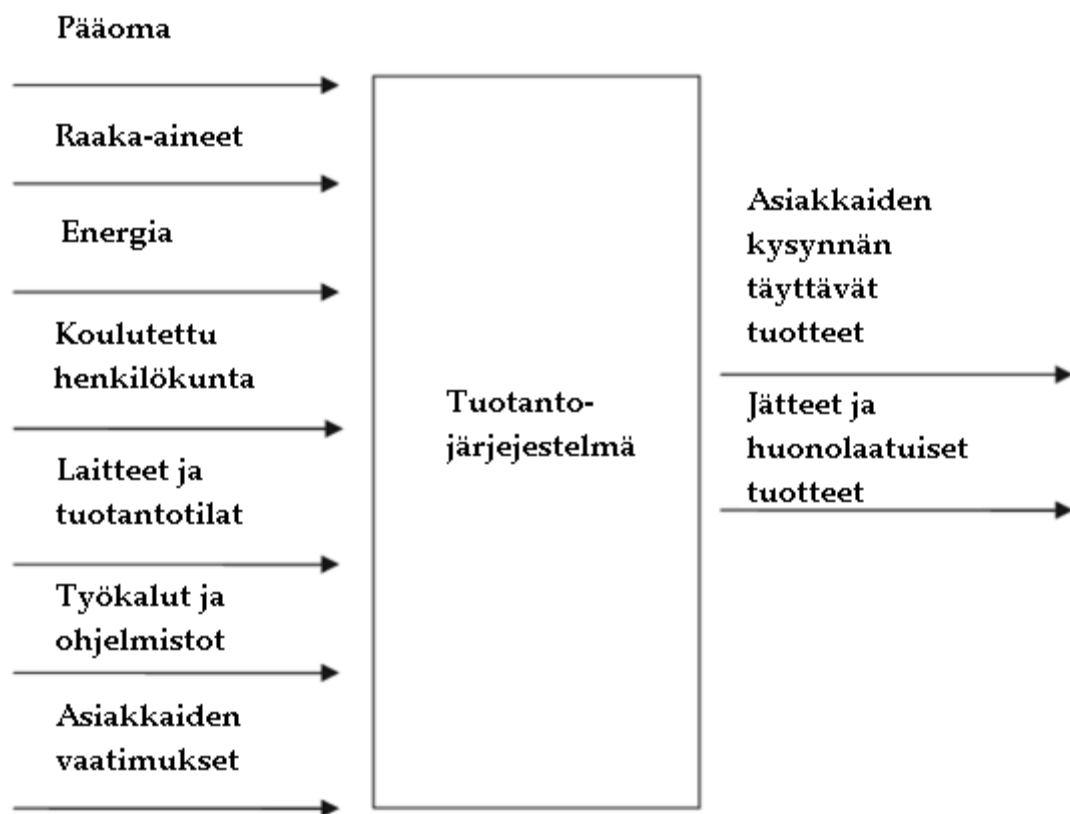 Pääoma
Raaka-aineet
Energia
Koulutettu
henkilökunta
Laitteet ja
tuotantotilat
Työkalut ja
ohjelmistot
Asiakkaiden
vaatimukset
Tuotanto-
järjejestelmä
Asiakkaiden
kysynnän
täyttävät
tuotteet
Jätteet ja
huonolaatuiset
tuotteet